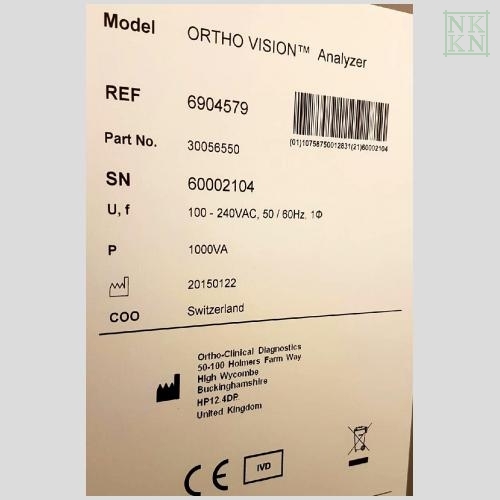 NK
KN
Model ORTHO VISION™ Analyzer
REF 6904579
(01)10758750012831(21)60002104
Part No. 30056550
SN 60002104
U, f 100 - 240VAC, 50 / 60Hz, 1Φ
P 1000VA
20150122
COO Switzerland
Ortho-Clinical Diagnostics
50-100 Holmers Farm Way
High Wycombe
Buckinghamshire
HP12 4DP
United Kingdom
CE IVD